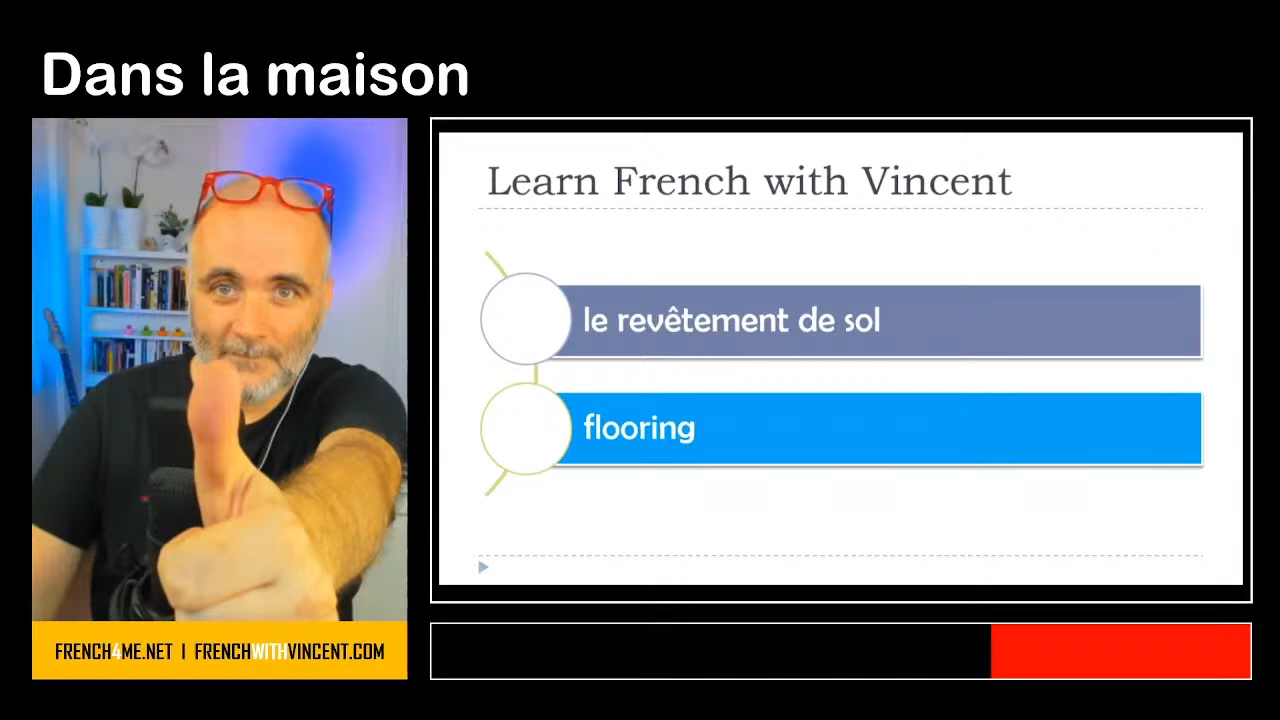 Dans la maison
Learn French with Vincent
le revêtement de sol
flooring
FRENCH4ME.NET | FRENCHWITHVINCENT.COM